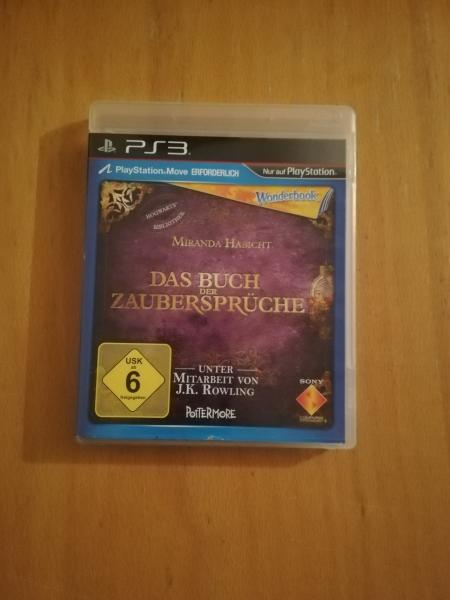 PS3
PlayStation®Move ERFORDERLICH
Nur auf PlayStation®
Wonderbook™
HOGWARTS
BIBLIOTHEK
MIRANDA HABICHT
DAS BUCH
DER
ZAUBERSPRÜCHE
UNTER
MITARBEIT VON
J.K. ROWLING
POTTERMORE
USK
ab
6
freigegeben
SONY